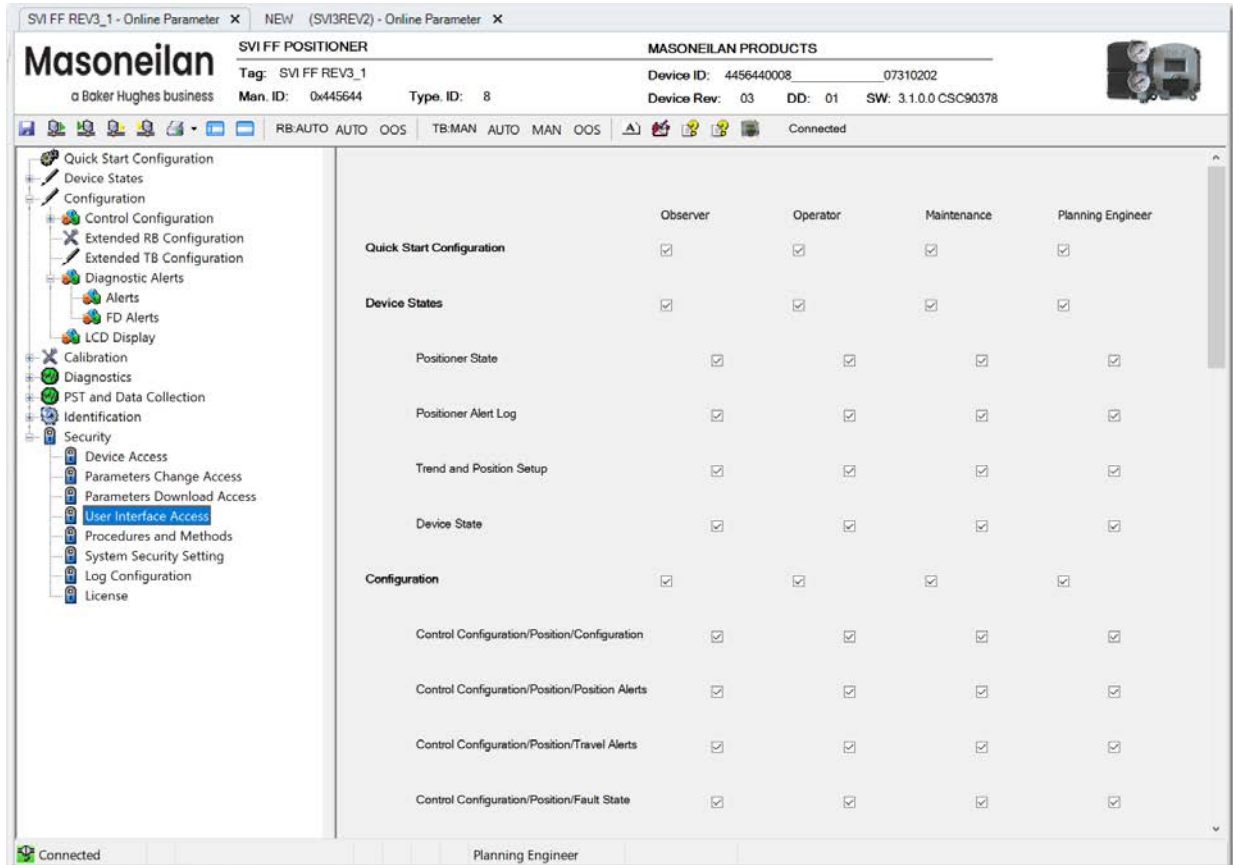 SVI FF REV3_1 - Online Parameter X NEW (SVI3REV2) - Online Parameter X
Masoneilan
a Baker Hughes business
SVI FF POSITIONER
Tag: SVI FF REV3_1
Man. ID: 0x445644 Type. ID: 8
MASONEILAN PRODUCTS
Device ID: 4456440008__________07310202
Device Rev: 03 DD: 01 SW: 3.1.0.0 CSC90378
RB:AUTO AUTO OOS TB:MAN AUTO MAN OOS Connected
Quick Start Configuration
Device States
Configuration
Control Configuration
Extended RB Configuration
Extended TB Configuration
Diagnostic Alerts
Alerts
FD Alerts
LCD Display
Calibration
Diagnostics
PST and Data Collection
Identification
Security
Device Access
Parameters Change Access
Parameters Download Access
User Interface Access
Procedures and Methods
System Security Setting
Log Configuration
License
Observer Operator Maintenance Planning Engineer
Quick Start Configuration
Device States
Positioner State
Positioner Alert Log
Trend and Position Setup
Device State
Configuration
Control Configuration/Position/Configuration
Control Configuration/Position/Position Alerts
Control Configuration/Position/Travel Alerts
Control Configuration/Position/Fault State
Connected Planning Engineer